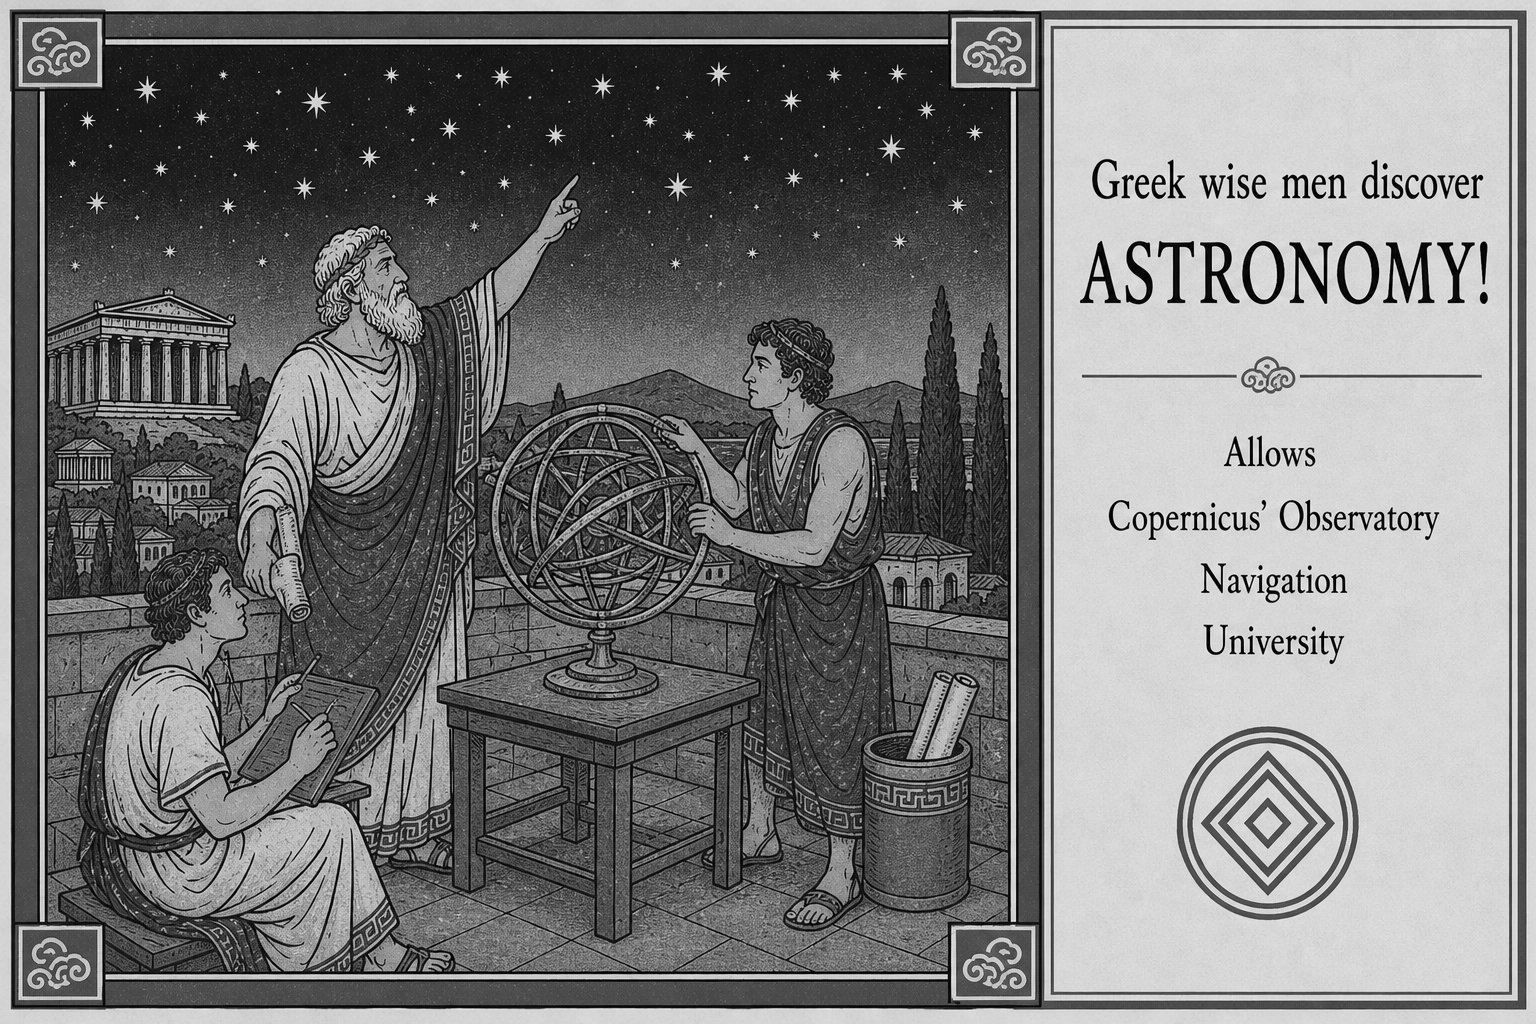 Greek wise men discover
ASTRONOMY!
Allows
Copernicus’ Observatory
Navigation
University